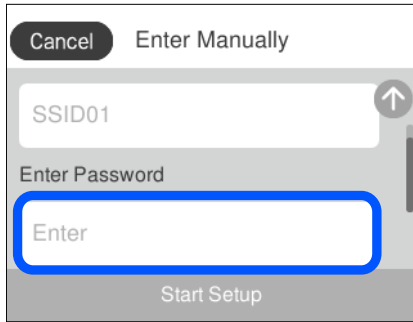 Cancel Enter Manually
SSID01
Enter Password
Enter
Start Setup